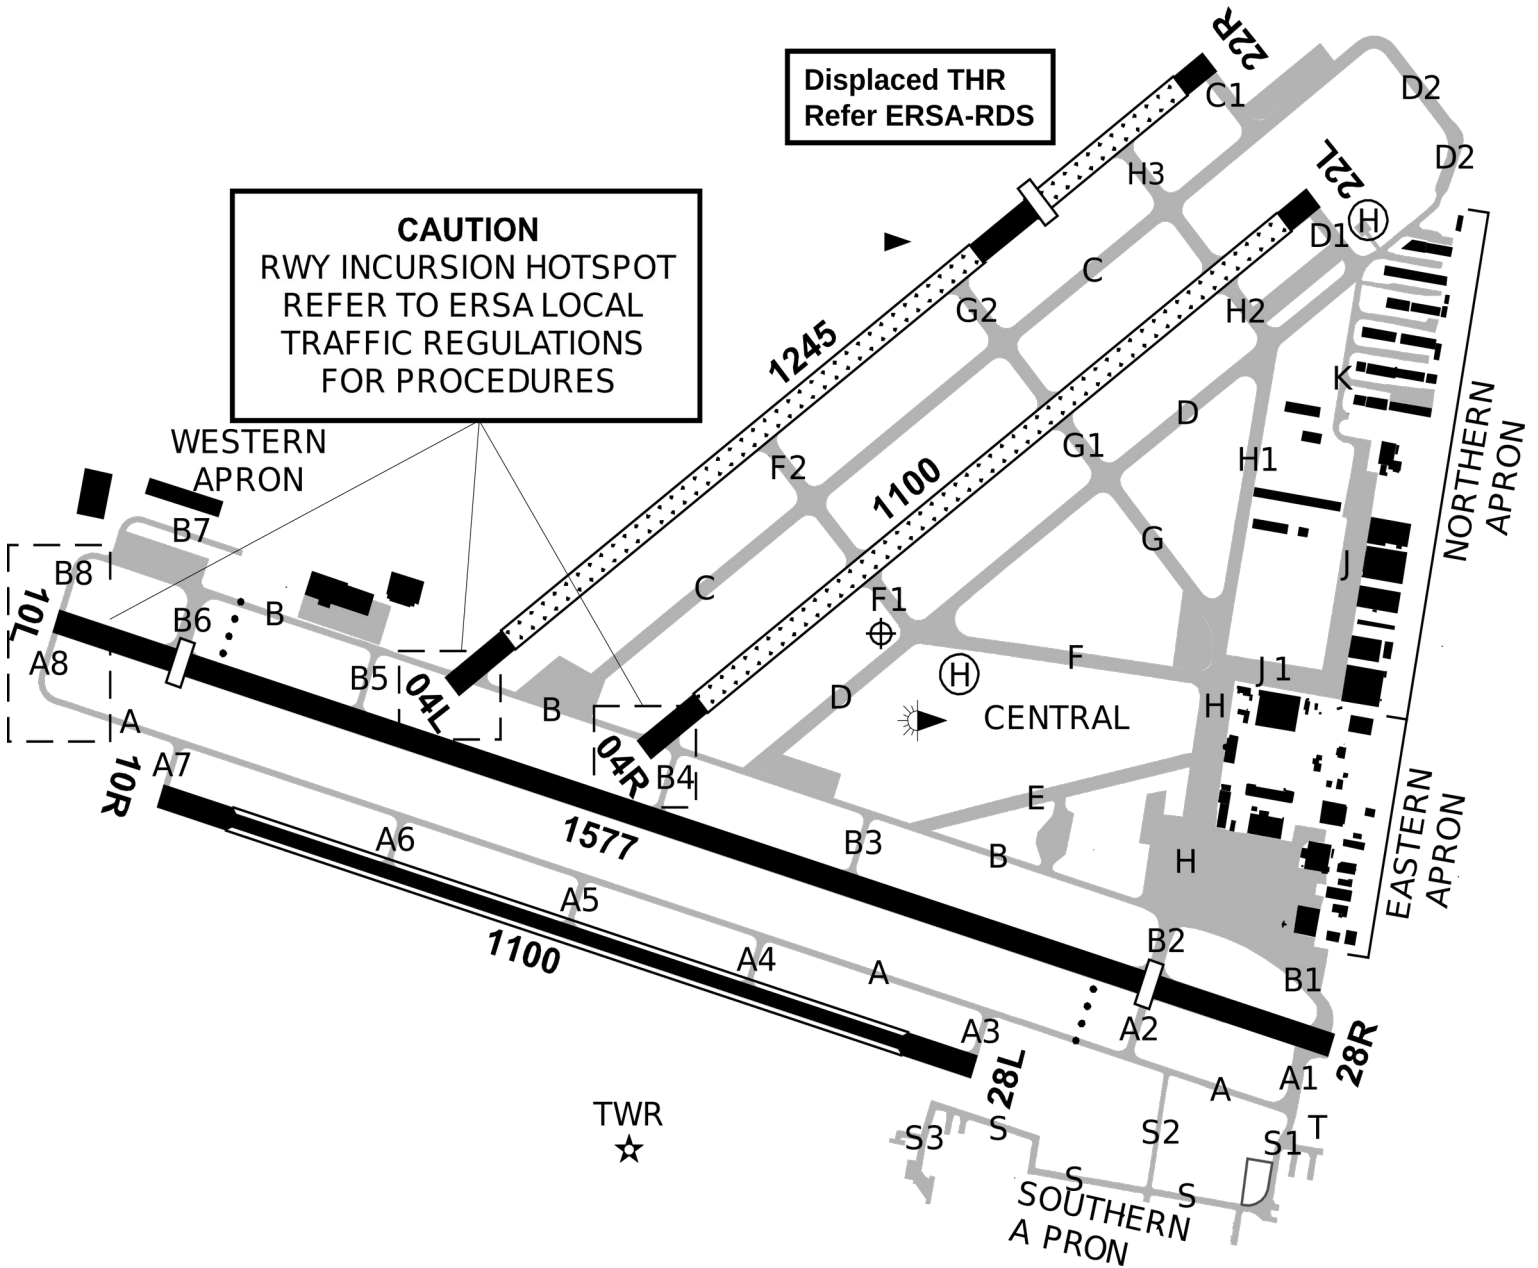 22R
Displaced THR
Refer ERSA-RDS
C1
D2
D2
H3
22L
H
D1
CAUTION
RWY INCURSION HOTSPOT
REFER TO ERSA LOCAL
TRAFFIC REGULATIONS
FOR PROCEDURES
C
G2
H2
1245
K
D
WESTERN
APRON
G1
H1
F2
1100
NORTHERN
APRON
B7
G
J
B8
C
F1
10L
B6
B
A8
B5
F
J1
H
04L
B
D
CENTRAL
H
A
A7
04R
B4
10R
E
1577
A6
B3
B
H
EASTERN
APRON
A5
1100
A4
A
B2
B1
A3
A2
28R
28L
A
A1
TWR
S3
S
S2
S1
T
S
S
SOUTHERN
A PRON